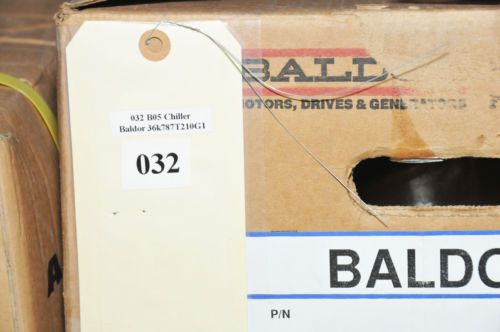 032 B05 Chiller
Baldor 36k787T210G1
032
BALD
MOTORS, DRIVES & GENERATORS
BALDO
P/N
A